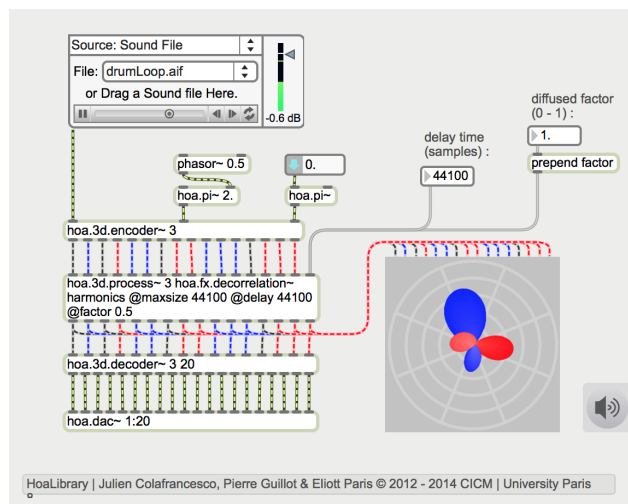 Source: Sound File
File: drumLoop.aif
or Drag a Sound file Here.
-0.6 dB
diffused factor
(0 - 1) :
1.
prepend factor
delay time
(samples) :
44100
phasor~ 0.5
0.
hoa.pi~ 2.
hoa.pi~
hoa.3d.encoder~ 3
hoa.3d.process~ 3 hoa.fx.decorrelation~
harmonics @maxsize 44100 @delay 44100
@factor 0.5
hoa.3d.decoder~ 3 20
hoa.dac~ 1:20
HoaLibrary | Julien Colafrancesco, Pierre Guillot & Eliott Paris © 2012 - 2014 CICM | University Paris